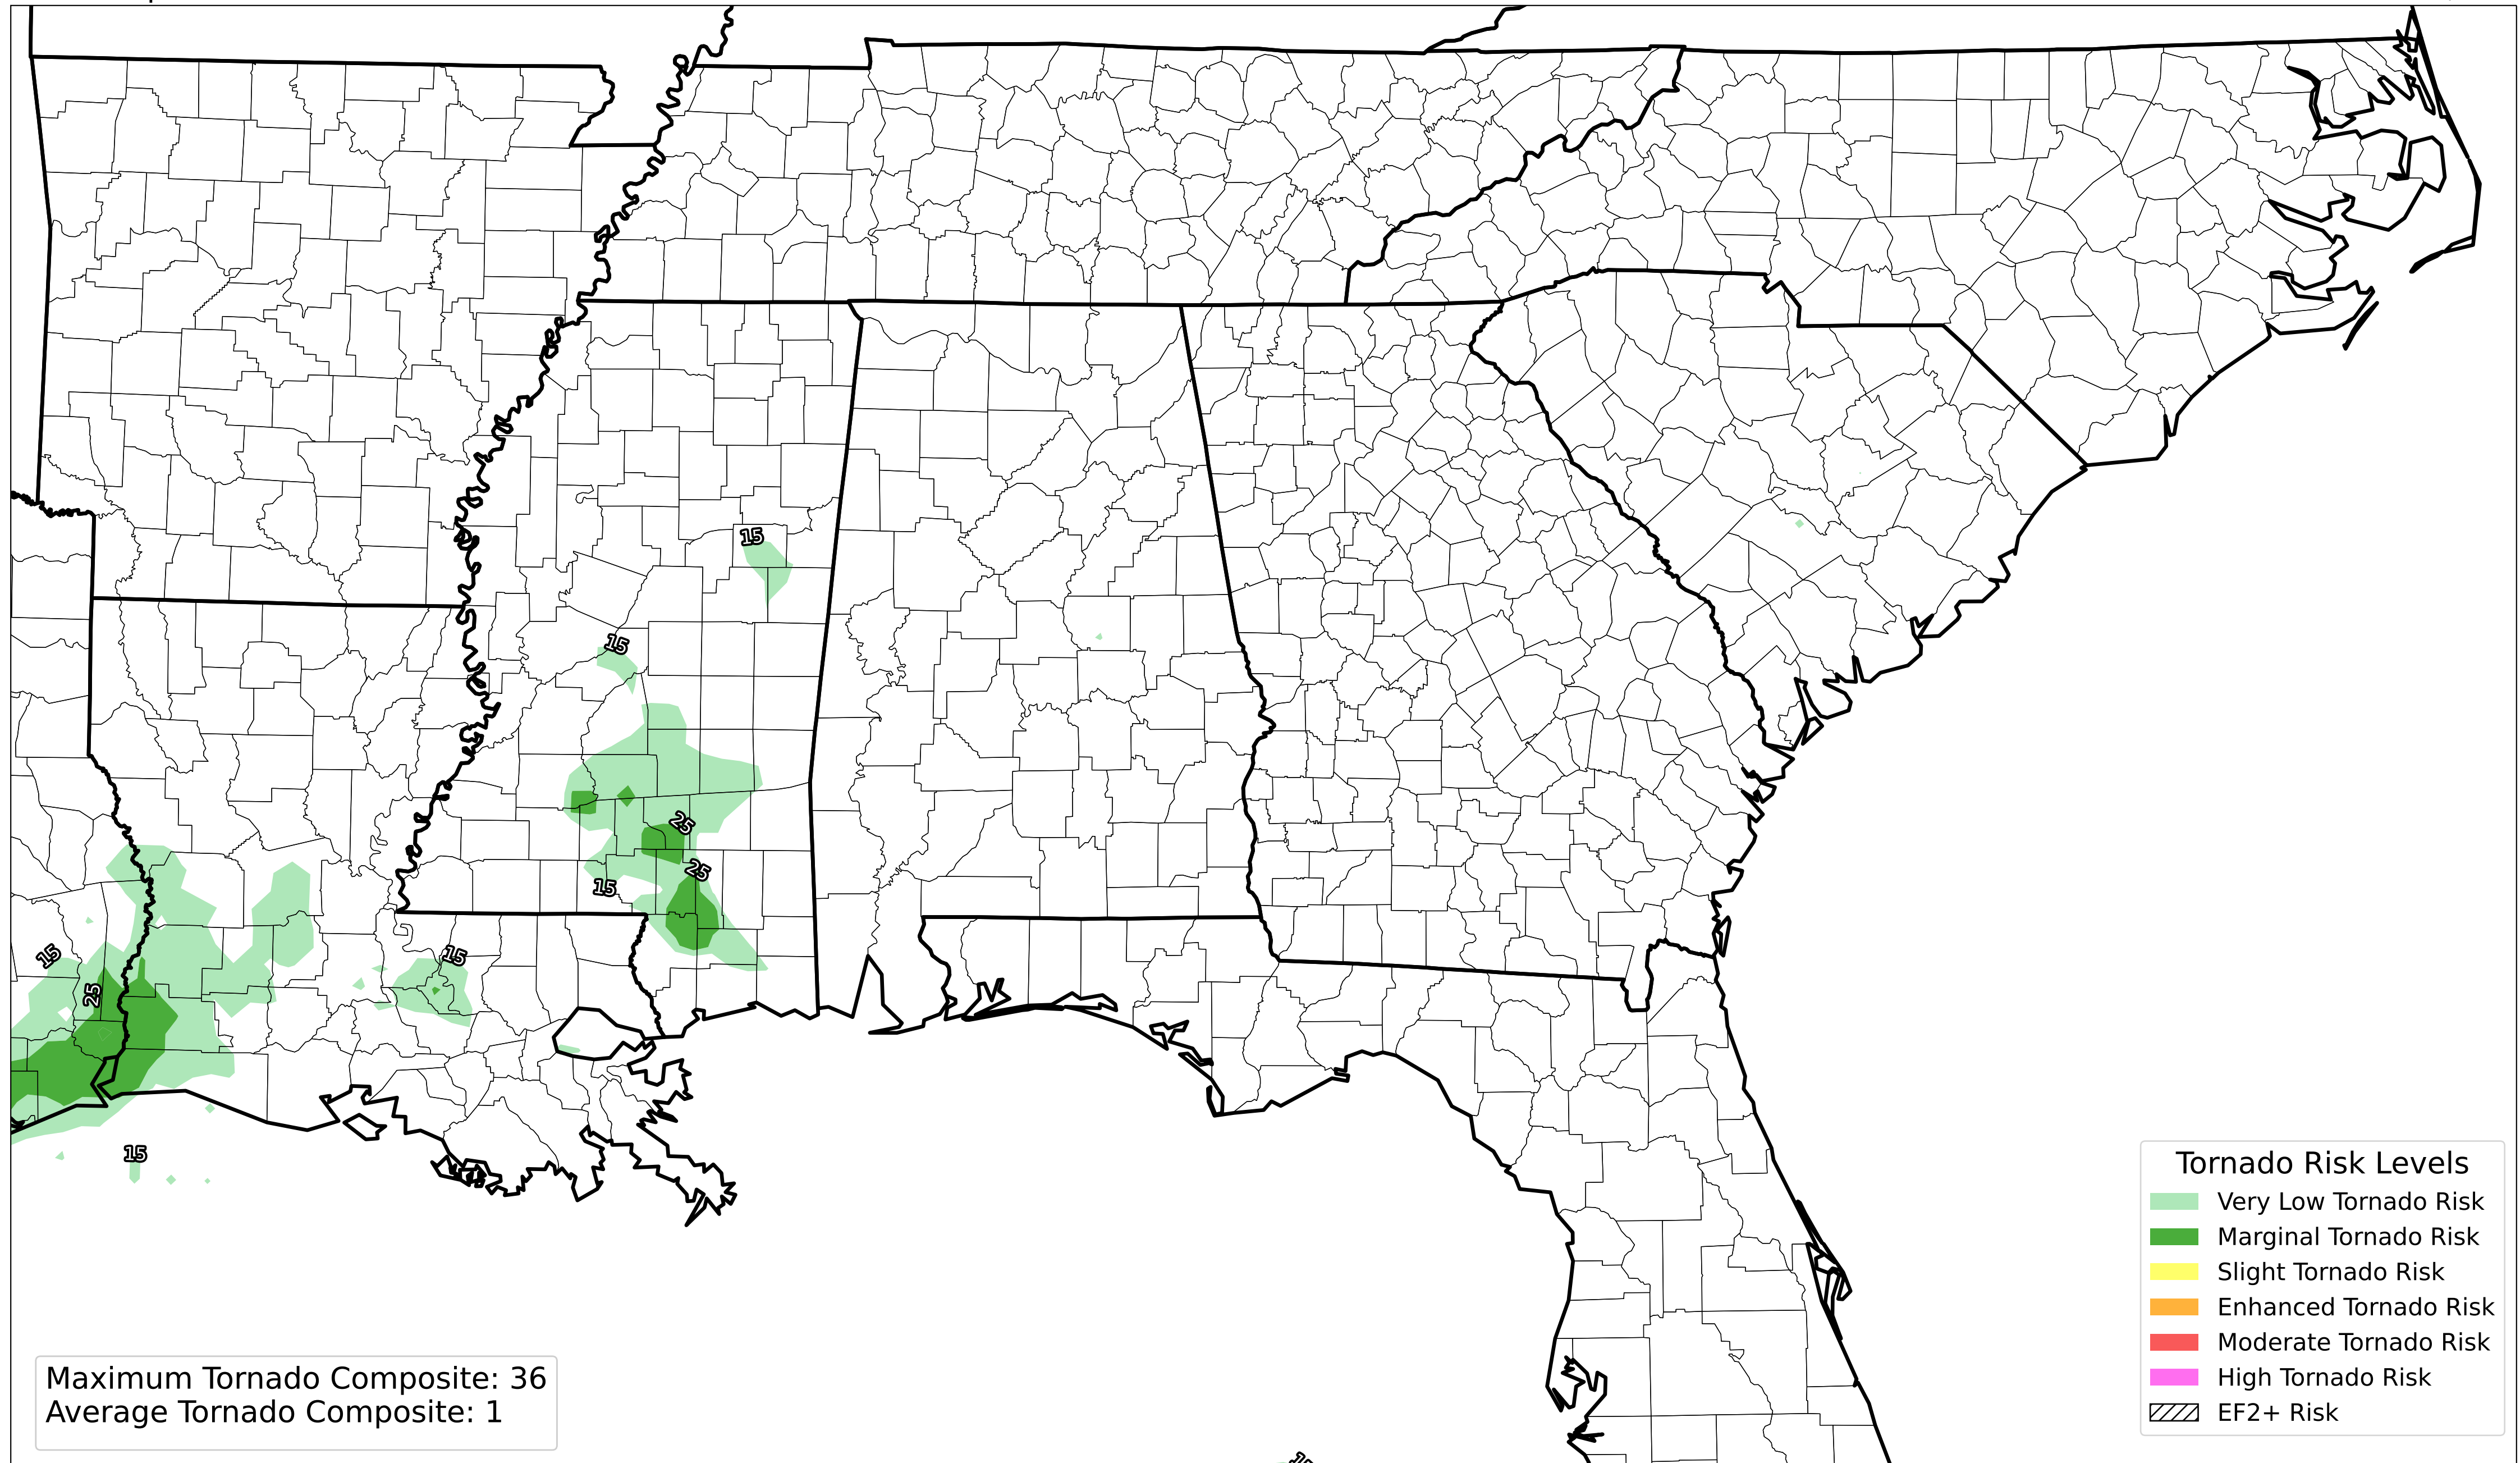 15
15
25
25
15
15
15
25
15
Tornado Risk Levels
Very Low Tornado Risk
Marginal Tornado Risk
Slight Tornado Risk
Enhanced Tornado Risk
Moderate Tornado Risk
High Tornado Risk
EF2+ Risk
Maximum Tornado Composite: 36
Average Tornado Composite: 1